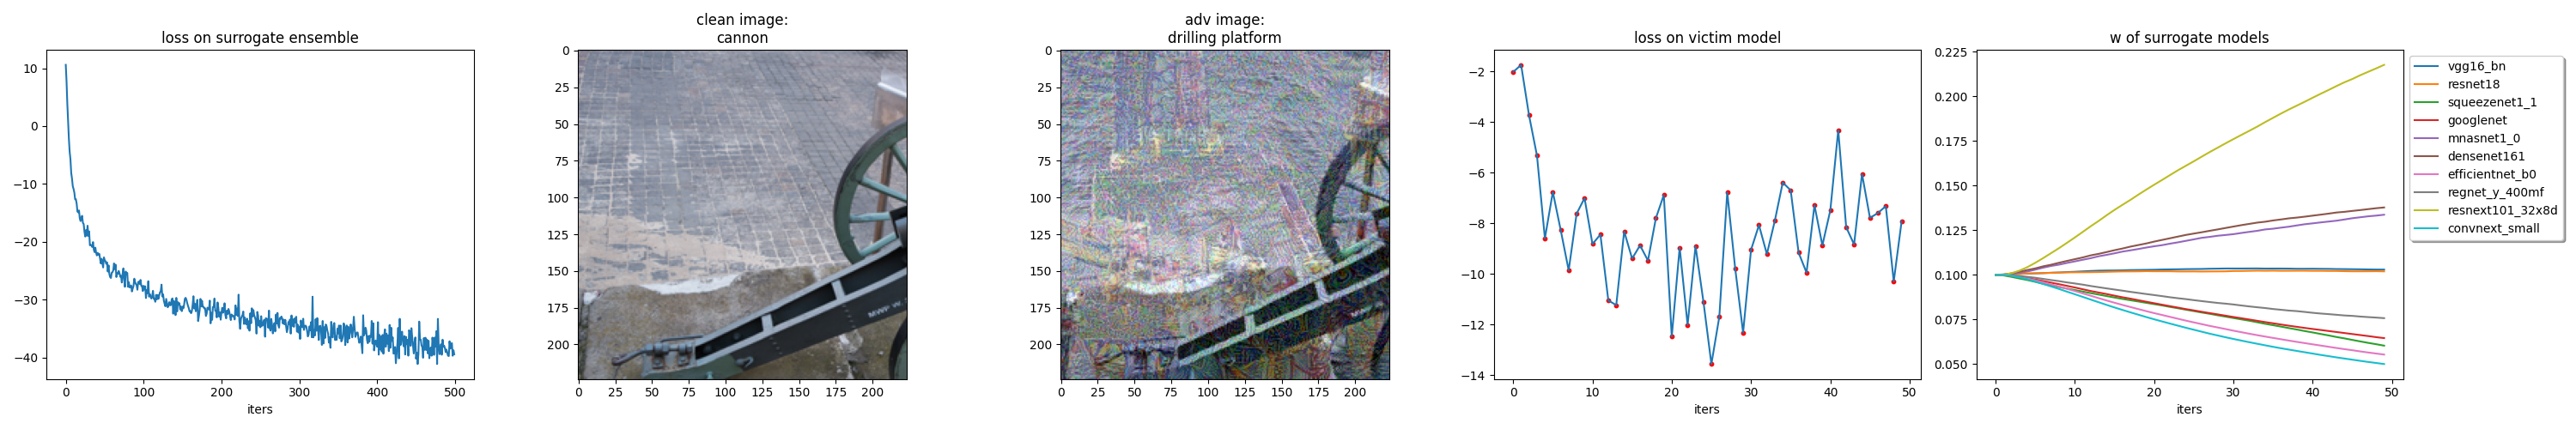 loss on surrogate ensemble
10
0
−10
−20
−30
−40
0 100 200 300 400 500
iters
clean image:
cannon
0
25
50
75
100
125
150
175
200
MWP W
0 25 50 75 100 125 150 175 200
adv image:
drilling platform
0
25
50
75
100
125
150
175
200
0 25 50 75 100 125 150 175 200
loss on victim model
−2
−4
−6
−8
−10
−12
−14
0 10 20 30 40 50
iters
w of surrogate models
0.225
0.200
0.175
0.150
0.125
0.100
0.075
0.050
0 10 20 30 40 50
iters
vgg16_bn
resnet18
squeezenet1_1
googlenet
mnasnet1_0
densenet161
efficientnet_b0
regnet_y_400mf
resnext101_32x8d
convnext_small